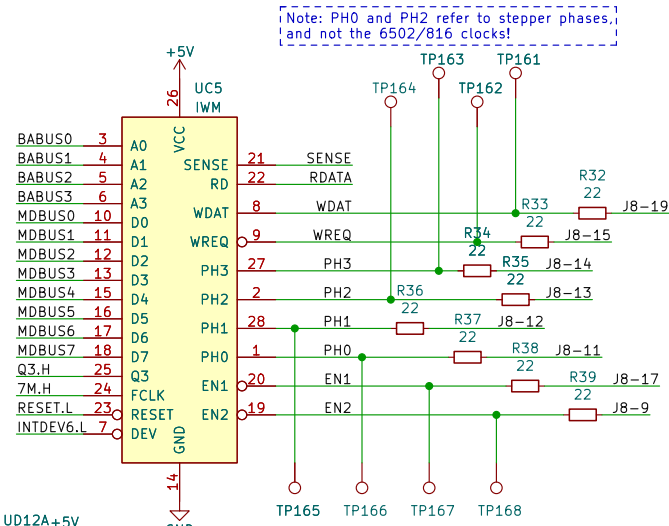 Note: PH0 and PH2 refer to stepper phases,
and not the 6502/816 clocks!
+5V
TP163
TP161
TP164
TP162
UC5
IWM
26
VCC
BABUS0 3 A0
BABUS1 4 A1
BABUS2 5 A2
BABUS3 6 A3
MDBUS0 10 D0
MDBUS1 11 D1
MDBUS2 12 D2
MDBUS3 13 D3
MDBUS4 15 D4
MDBUS5 16 D5
MDBUS6 17 D6
MDBUS7 18 D7
Q3.H 25 Q3
7M.H 24 FCLK
RESET.L 23 RESET
INTDEV6.L 7 DEV
SENSE 21 SENSE
RD 22 RDATA
WDAT 8 WDAT
R32
22
J8-19
WREQ 9 WREQ
R33
22
J8-15
PH3 27 PH3
R34
22
J8-14
PH2 2 PH2
R35
22
J8-13
PH1 28 PH1
R36
22
J8-12
PH0 1 PH0
R37
22
J8-11
EN1 20 EN1
R38
22
J8-17
EN2 19 EN2
R39
22
J8-9
GND
14
TP165 TP166 TP167 TP168
UD12A +5V